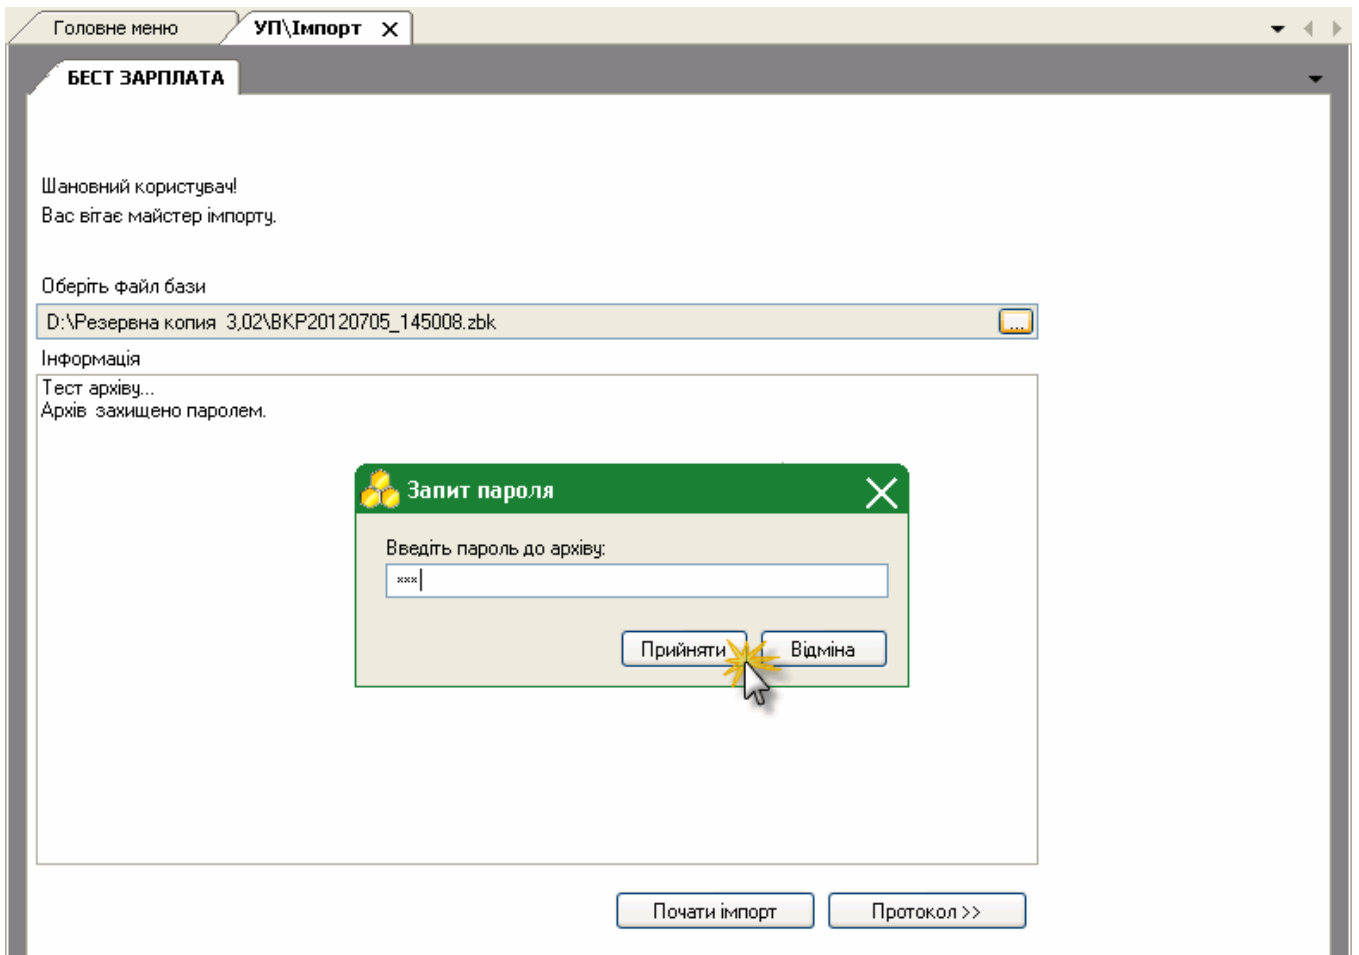 Головне меню
УП\Імпорт
БЕСТ ЗАРПЛАТА
Шановний користувач!
Вас вітає майстер імпорту.
Оберіть файл бази
D:\Резервна копия  3,02\BKP20120705_145008.zbk
...
Інформація
Тест архіву...
Архів  захищено паролем.
Запит пароля
Введіть пароль до архіву:
***
Прийняти
Відміна
Почати імпорт
Протокол >>